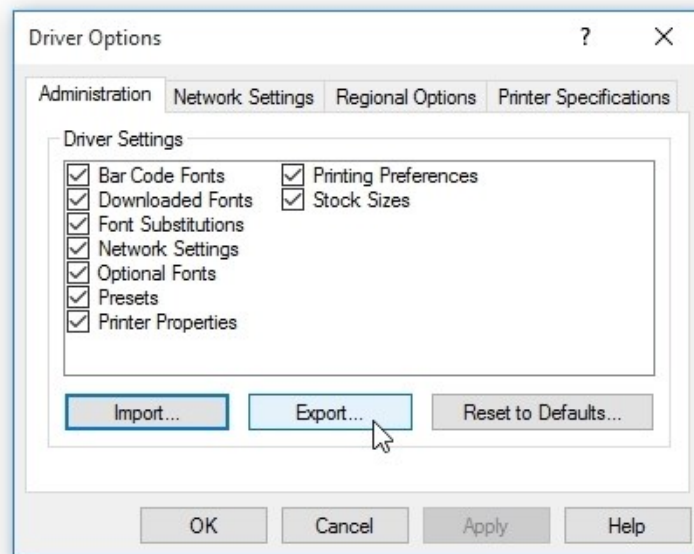 Driver Options ?
Administration Network Settings Regional Options Printer Specifications
Driver Settings
Bar Code Fonts
Downloaded Fonts
Font Substitutions
Network Settings
Optional Fonts
Presets
Printer Properties
Printing Preferences
Stock Sizes
Import... Export... Reset to Defaults...
OK Cancel Apply Help